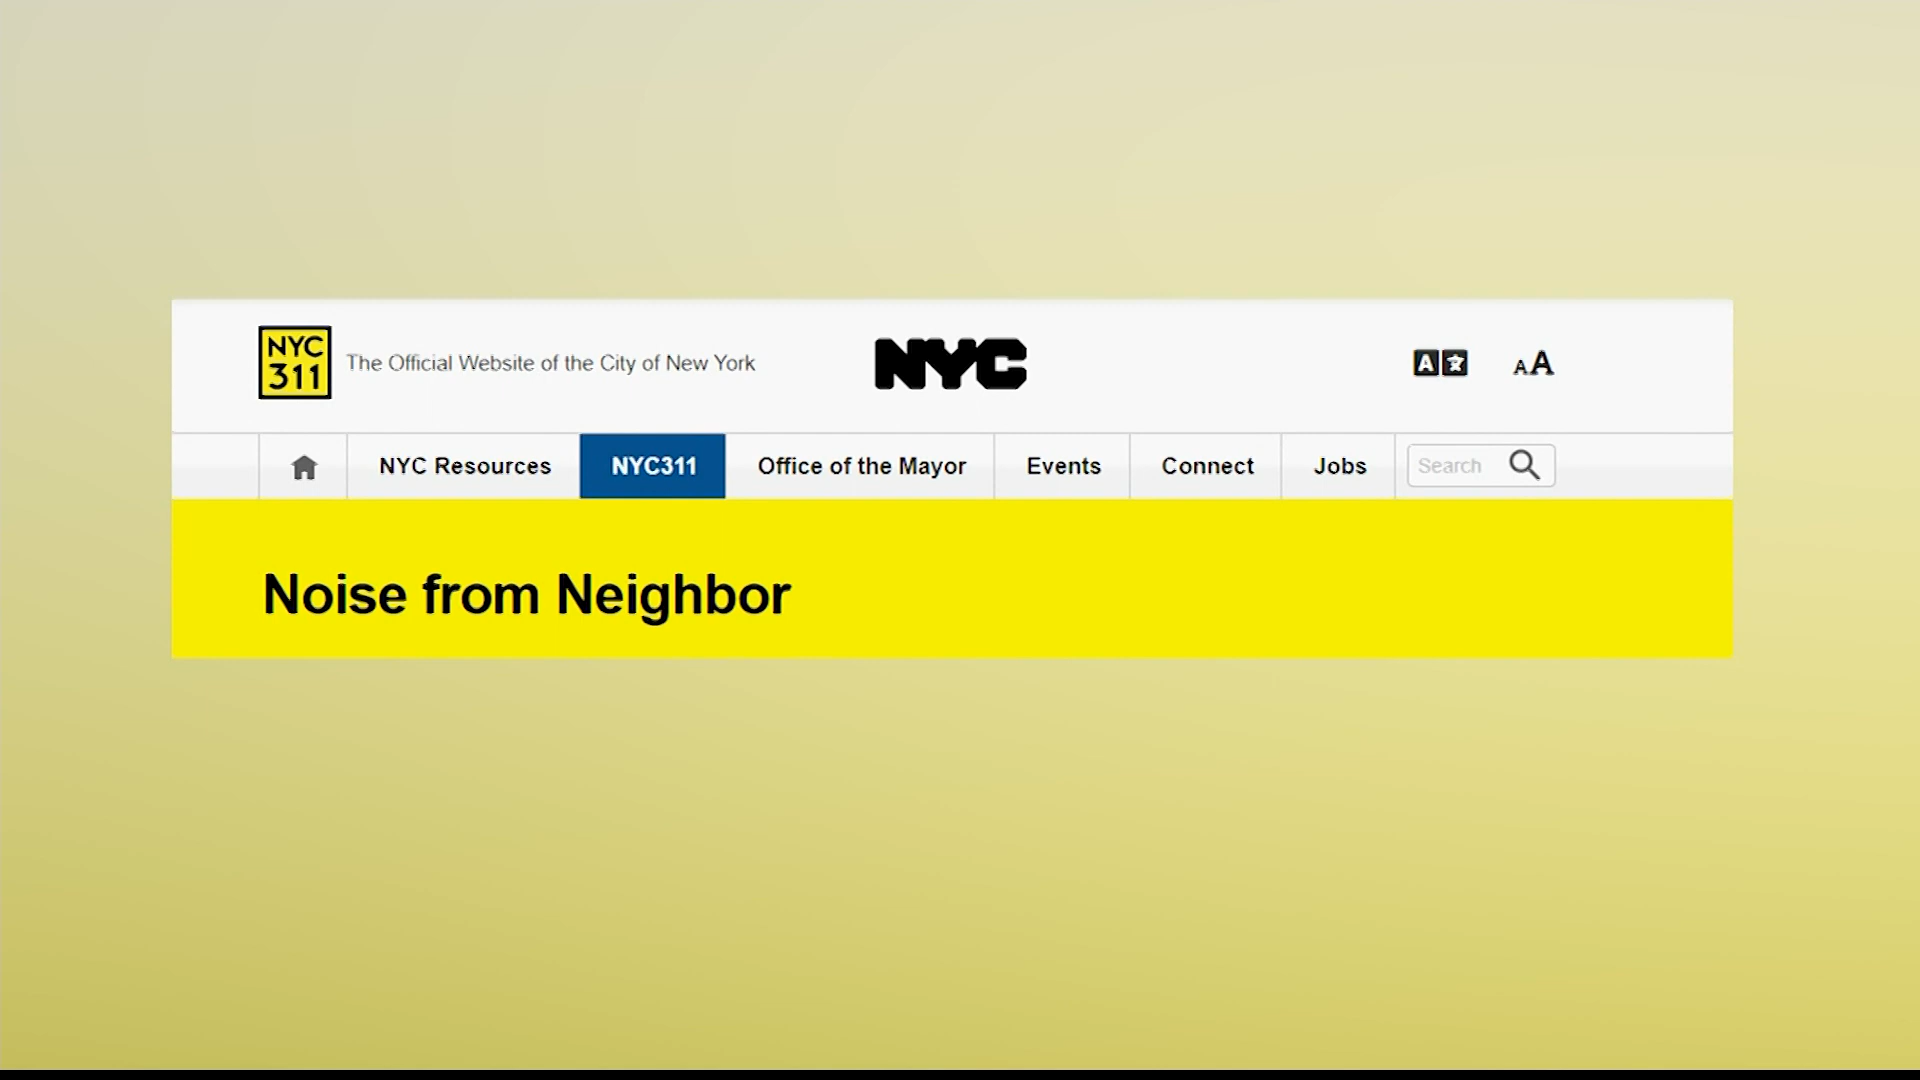 NYC
311
The Official Website of the City of New York
NYC
A
AA
NYC Resources
NYC311
Office of the Mayor
Events
Connect
Jobs
Search
Noise from Neighbor